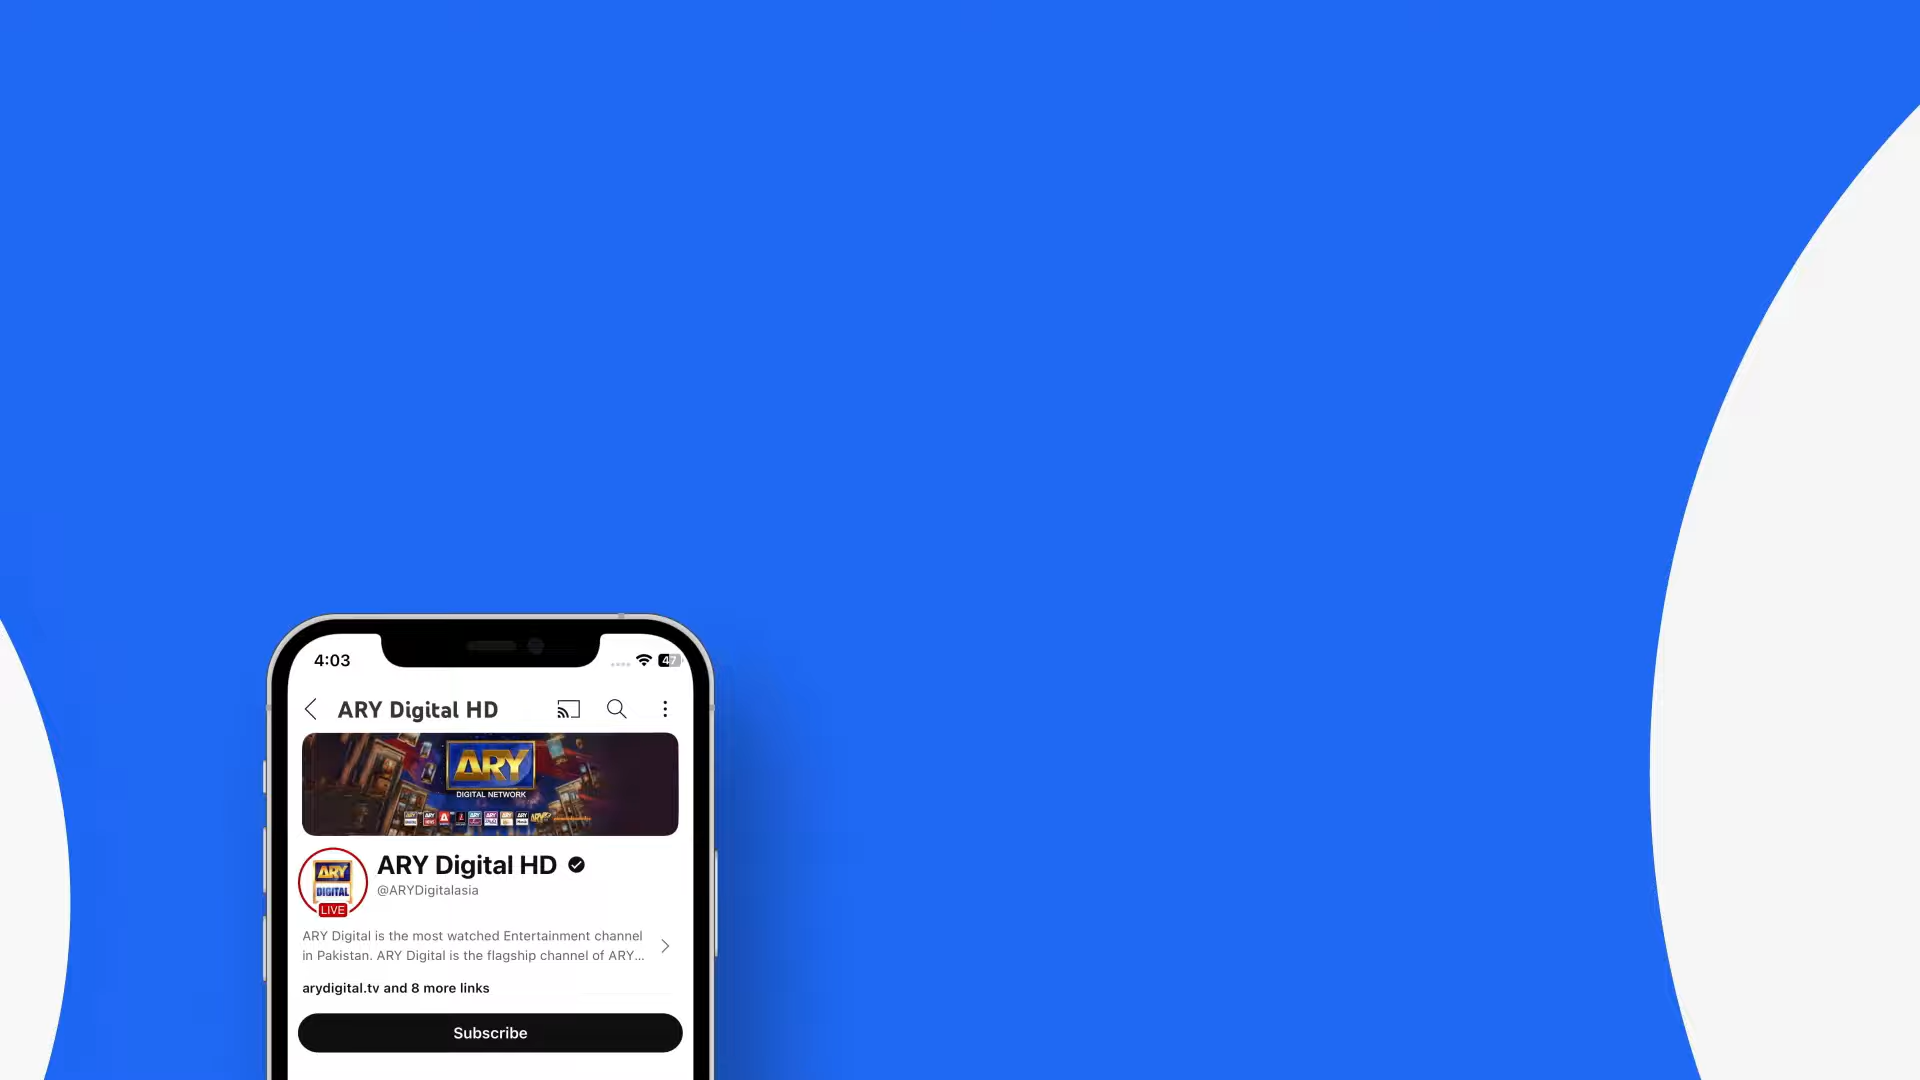 4:03
47
ARY Digital HD
ARY
DIGITAL NETWORK
ARY Digital HD
@ARYDigitalasia
ARY
DIGITAL
LIVE
ARY Digital is the most watched Entertainment channel
in Pakistan. ARY Digital is the flagship channel of ARY...
arydigital.tv and 8 more links
Subscribe